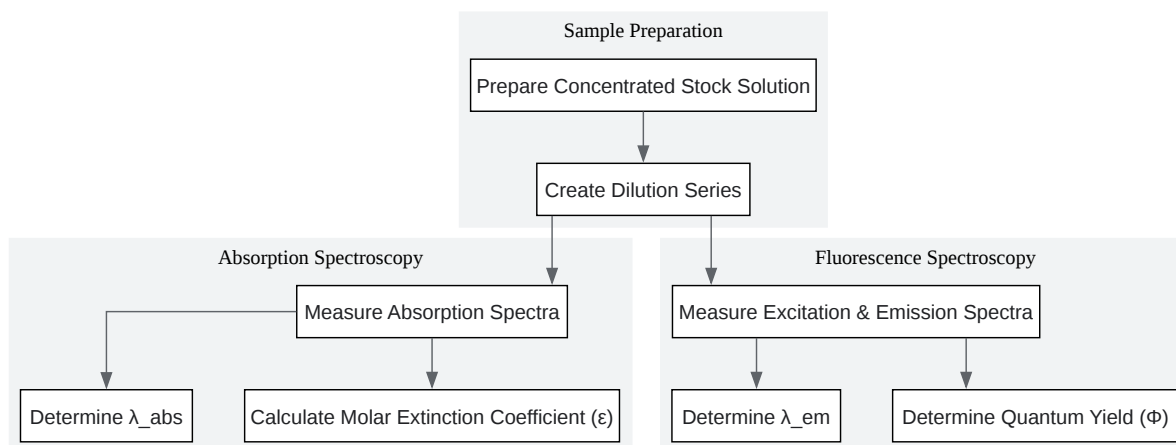 Sample Preparation
Prepare Concentrated Stock Solution
Create Dilution Series
Absorption Spectroscopy
Fluorescence Spectroscopy
Measure Absorption Spectra
Measure Excitation & Emission Spectra
Determine λ_abs
Calculate Molar Extinction Coefficient (ε)
Determine λ_em
Determine Quantum Yield (Φ)